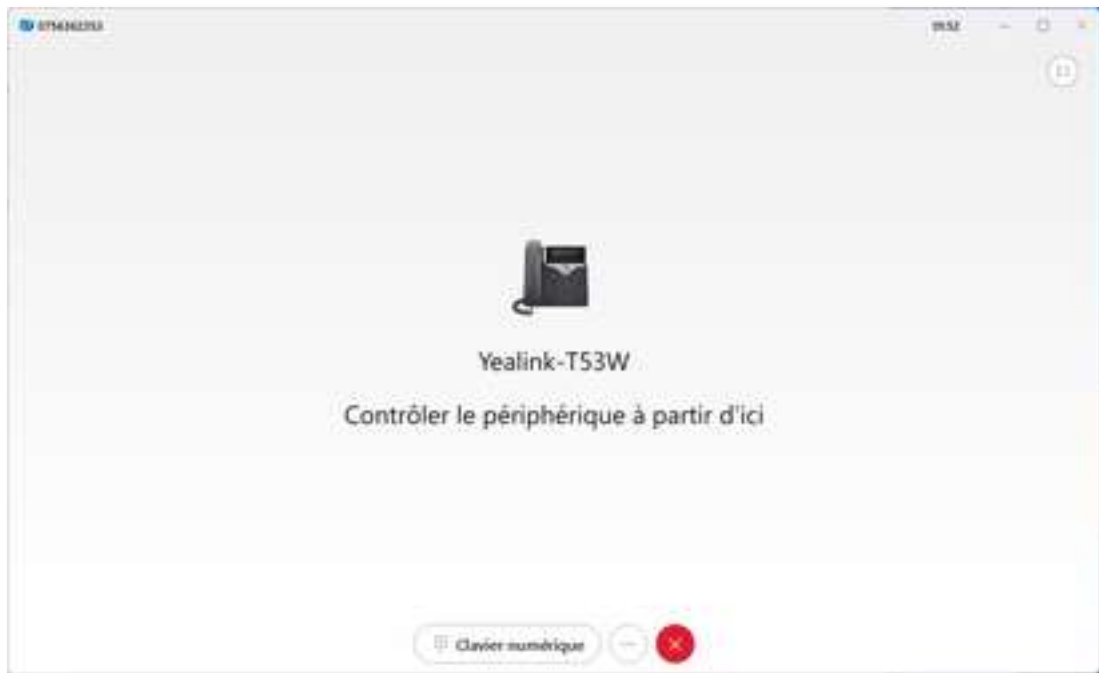 Yealink-T53W
Contrôler le périphérique à partir d'ici
Clavier numérique